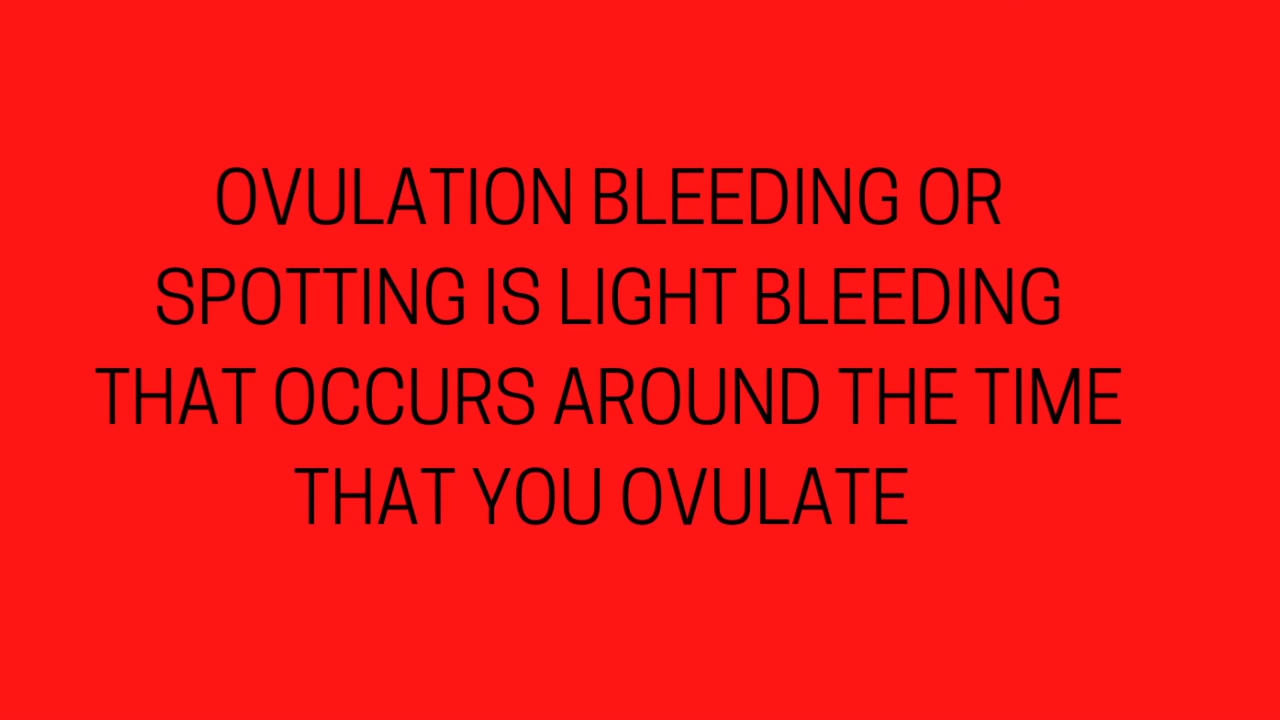 OVULATION BLEEDING OR
SPOTTING IS LIGHT BLEEDING
THAT OCCURS AROUND THE TIME
THAT YOU OVULATE